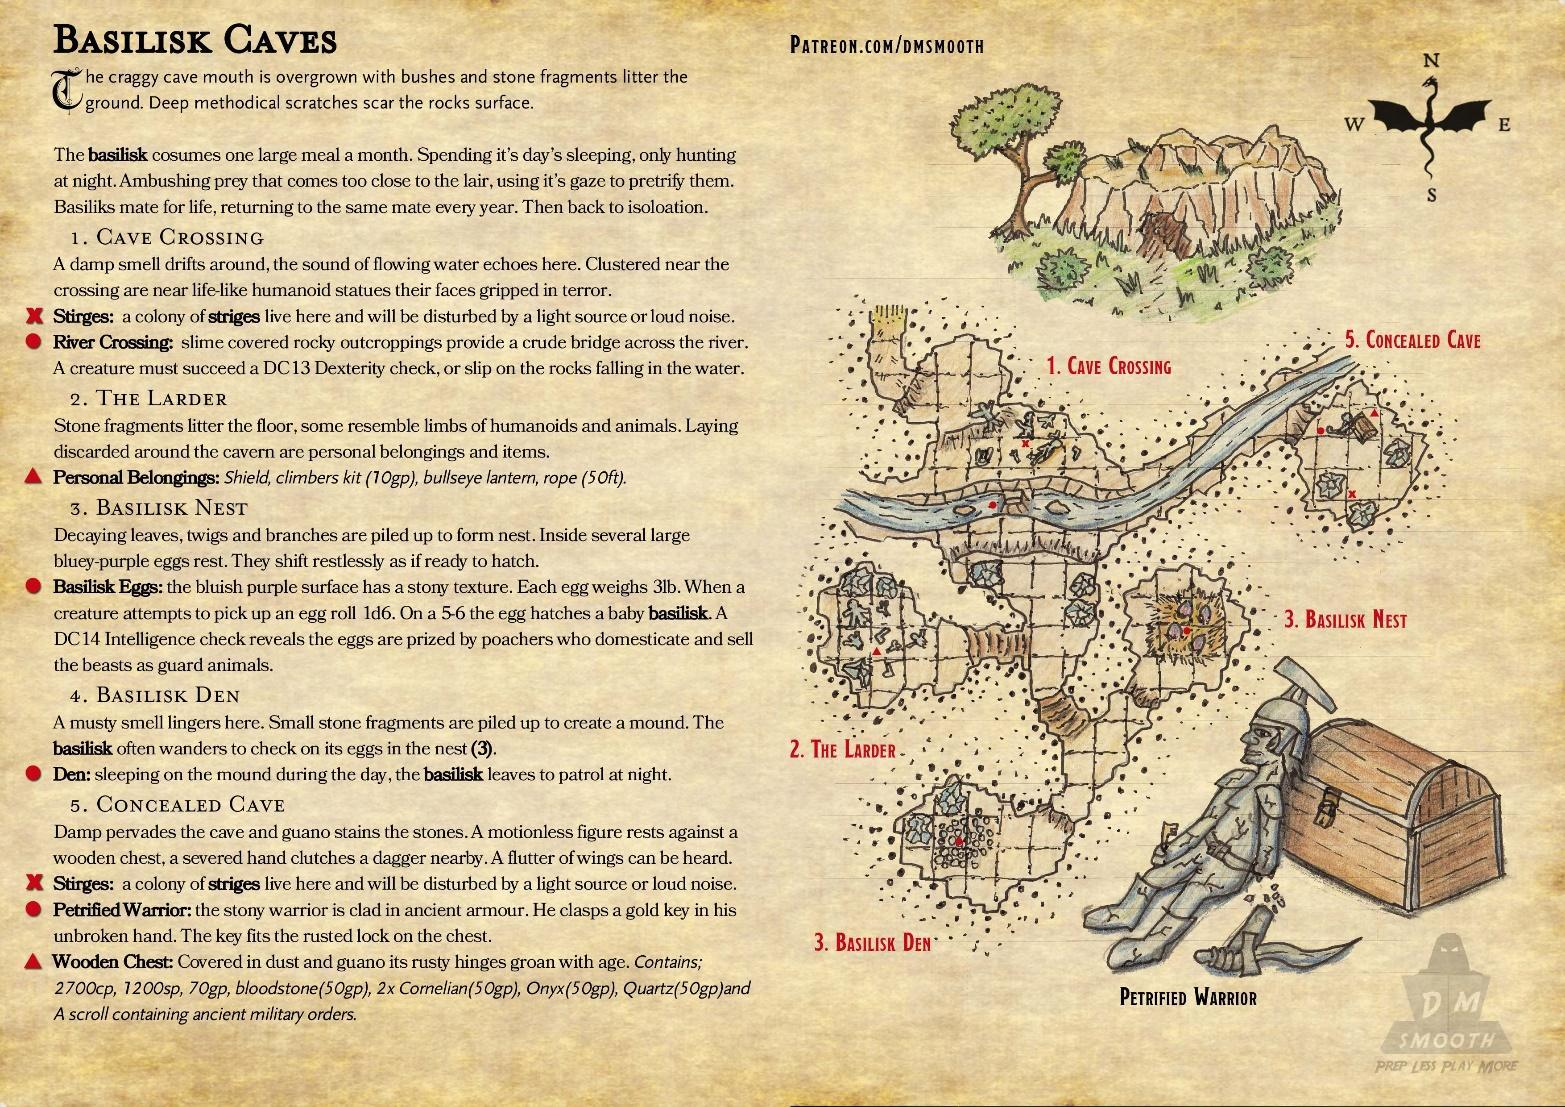 Basilisk Caves
The craggy cave mouth is overgrown with bushes and stone fragments litter the
ground. Deep methodical scratches scar the rocks surface.
The basilisk cosumes one large meal a month. Spending it's day's sleeping, only hunting
at night. Ambushing prey that comes too close to the lair, using it's gaze to pretrify them.
Basiliks mate for life, returning to the same mate every year. Then back to isoloation.
1. Cave Crossing
A damp smell drifts around, the sound of flowing water echoes here. Clustered near the
crossing are near life-like humanoid statues their faces gripped in terror.
Stirges: a colony of striges live here and will be disturbed by a light source or loud noise.
River Crossing: slime covered rocky outcroppings provide a crude bridge across the river.
A creature must succeed a DC13 Dexterity check, or slip on the rocks falling in the water.
2. The Larder
Stone fragments litter the floor, some resemble limbs of humanoids and animals. Laying
discarded around the cavern are personal belongings and items.
Personal Belongings: Shield, climbers kit (10gp), bullseye lantern, rope (50ft).
3. Basilisk Nest
Decaying leaves, twigs and branches are piled up to form nest. Inside several large
bluey-purple eggs rest. They shift restlessly as if ready to hatch.
Basilisk Eggs: the bluish purple surface has a stony texture. Each egg weighs 3lb. When a
creature attempts to pick up an egg roll 1d6. On a 5-6 the egg hatches a baby basilisk. A
DC14 Intelligence check reveals the eggs are prized by poachers who domesticate and sell
the beasts as guard animals.
4. Basilisk Den
A musty smell lingers here. Small stone fragments are piled up to create a mound. The
basilisk often wanders to check on its eggs in the nest (3).
Den: sleeping on the mound during the day, the basilisk leaves to patrol at night.
5. Concealed Cave
Damp pervades the cave and guano stains the stones. A motionless figure rests against a
wooden chest, a severed hand clutches a dagger nearby. A flutter of wings can be heard.
Stirges: a colony of striges live here and will be disturbed by a light source or loud noise.
Petrified Warrior: the stony warrior is clad in ancient armour. He clasps a gold key in his
unbroken hand. The key fits the rusted lock on the chest.
Wooden Chest: Covered in dust and guano its rusty hinges groan with age. Contains;
2700cp, 1200sp, 70gp, bloodstone(50gp), 2x Cornelian(50gp), Onyx(50gp), Quartz(50gp)and
A scroll containing ancient military orders.
Patreon.com/dmsmooth
N
W
E
S
5. Concealed Cave
1. Cave Crossing
3. Basilisk Nest
2. The Larder
3. Basilisk Den
Petrified Warrior
DM
SMOOTH
Prep Less Play More